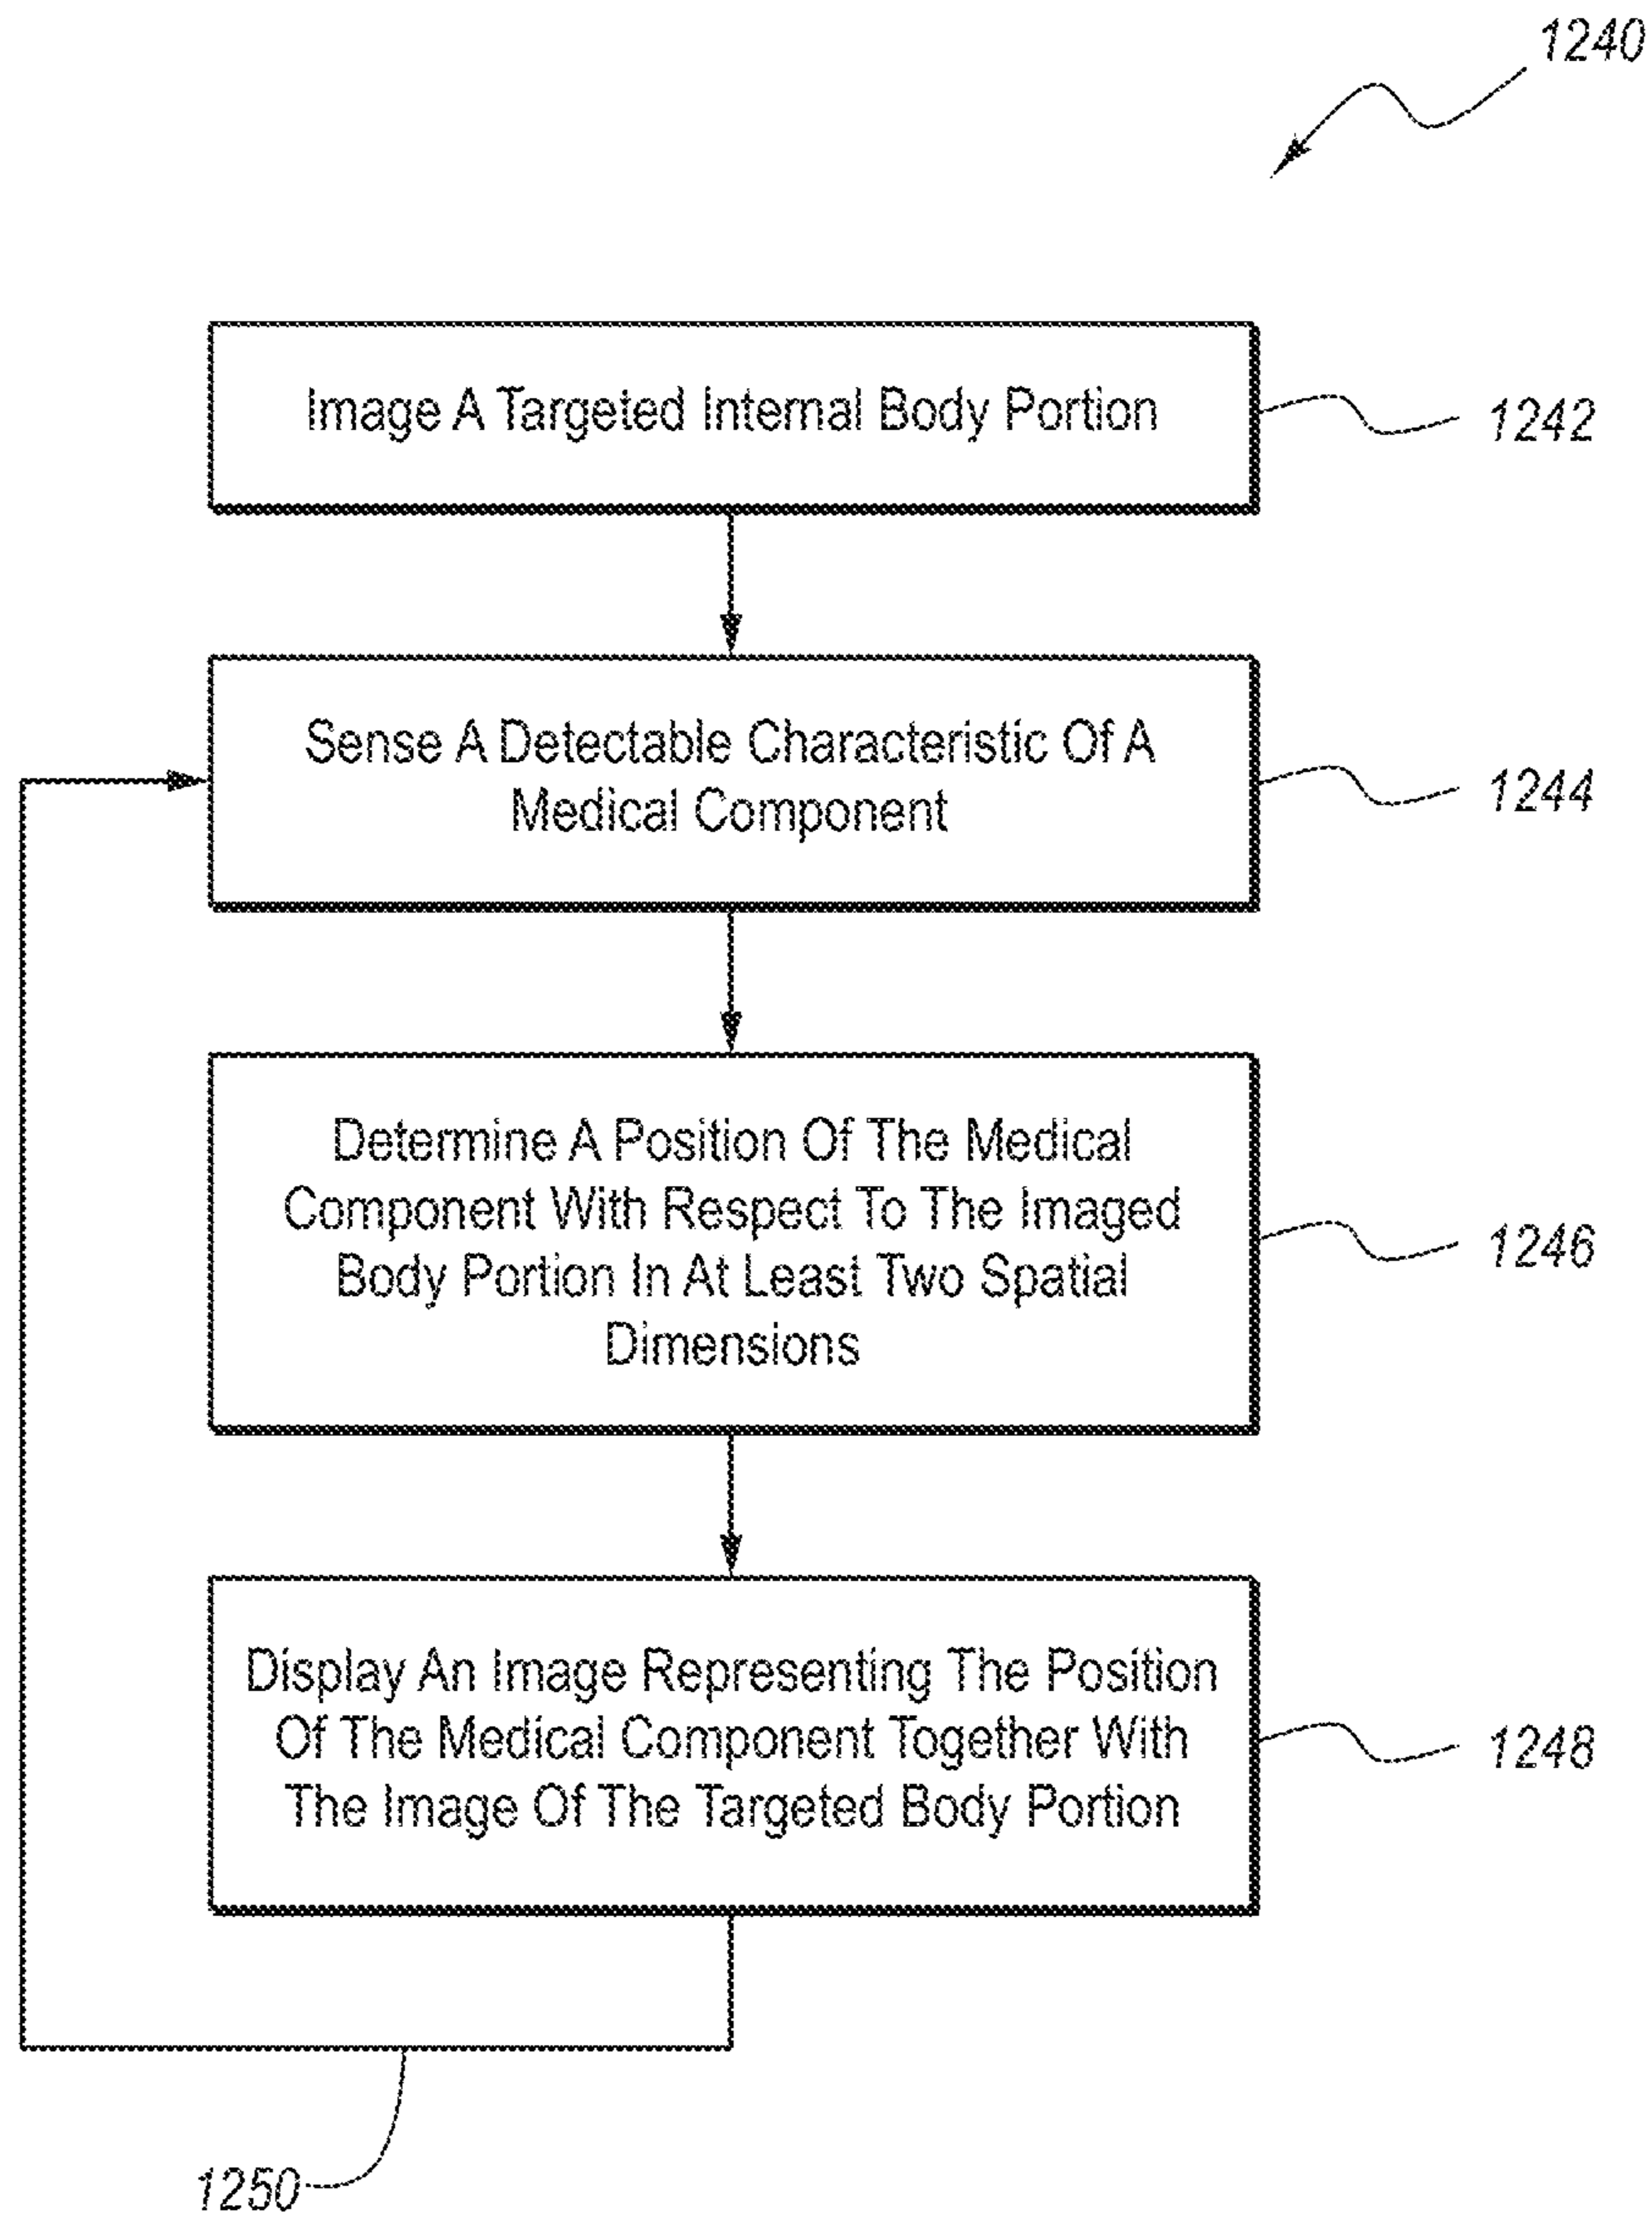 1240
Image A Targeted Internal Body Portion
1242
Sense A Detectable Characteristic Of A
Medical Component
1244
Determine A Position Of The Medical
Component With Respect To The Imaged
Body Portion In At Least Two Spatial
Dimensions
1246
Display An Image Representing The Position
Of The Medical Component Together With
The Image Of The Targeted Body Portion
1248
1250